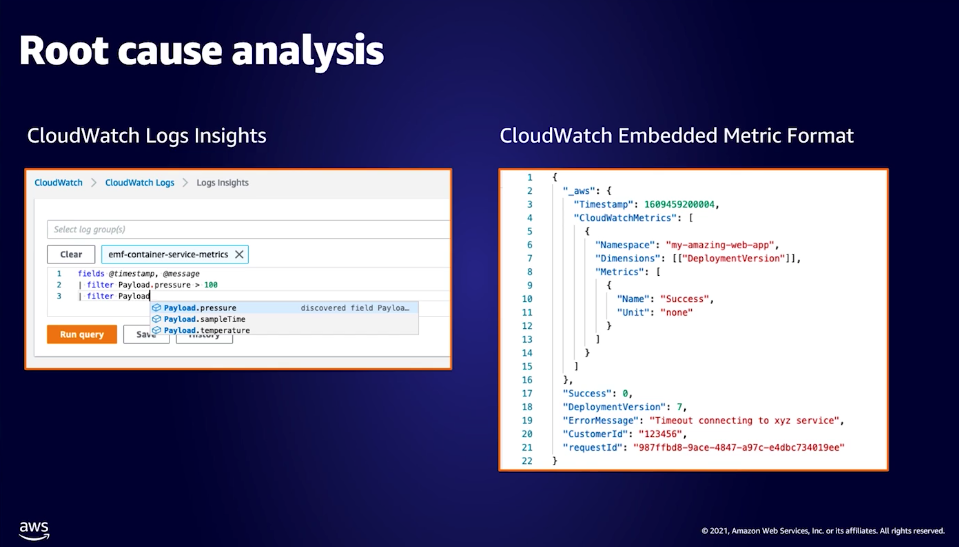 Root cause analysis
CloudWatch Logs Insights
CloudWatch > CloudWatch Logs > Logs Insights
Select log group(s)
Clear
emf-container-service-metrics
1 fields @timestamp, @message
2 | filter Payload.pressure > 100
3 | filter Payload
Payload.pressure discovered field Payloa…
Payload.sampleTime
Payload.temperature
Run query
Save
History
CloudWatch Embedded Metric Format
1 {
2 "_aws": {
3 "Timestamp": 1609459200004,
4 "CloudWatchMetrics": [
5 {
6 "Namespace": "my-amazing-web-app",
7 "Dimensions": [["DeploymentVersion"]],
8 "Metrics": [
9 {
10 "Name": "Success",
11 "Unit": "none"
12 }
13 ]
14 }
15 ]
16 },
17 "Success": 0,
18 "DeploymentVersion": 7,
19 "ErrorMessage": "Timeout connecting to xyz service",
20 "CustomerId": "123456",
21 "requestId": "987ffbd8-9ace-4847-a97c-e4dbc734019ee"
22 }
aws
© 2021, Amazon Web Services, Inc. or its affiliates. All rights reserved.